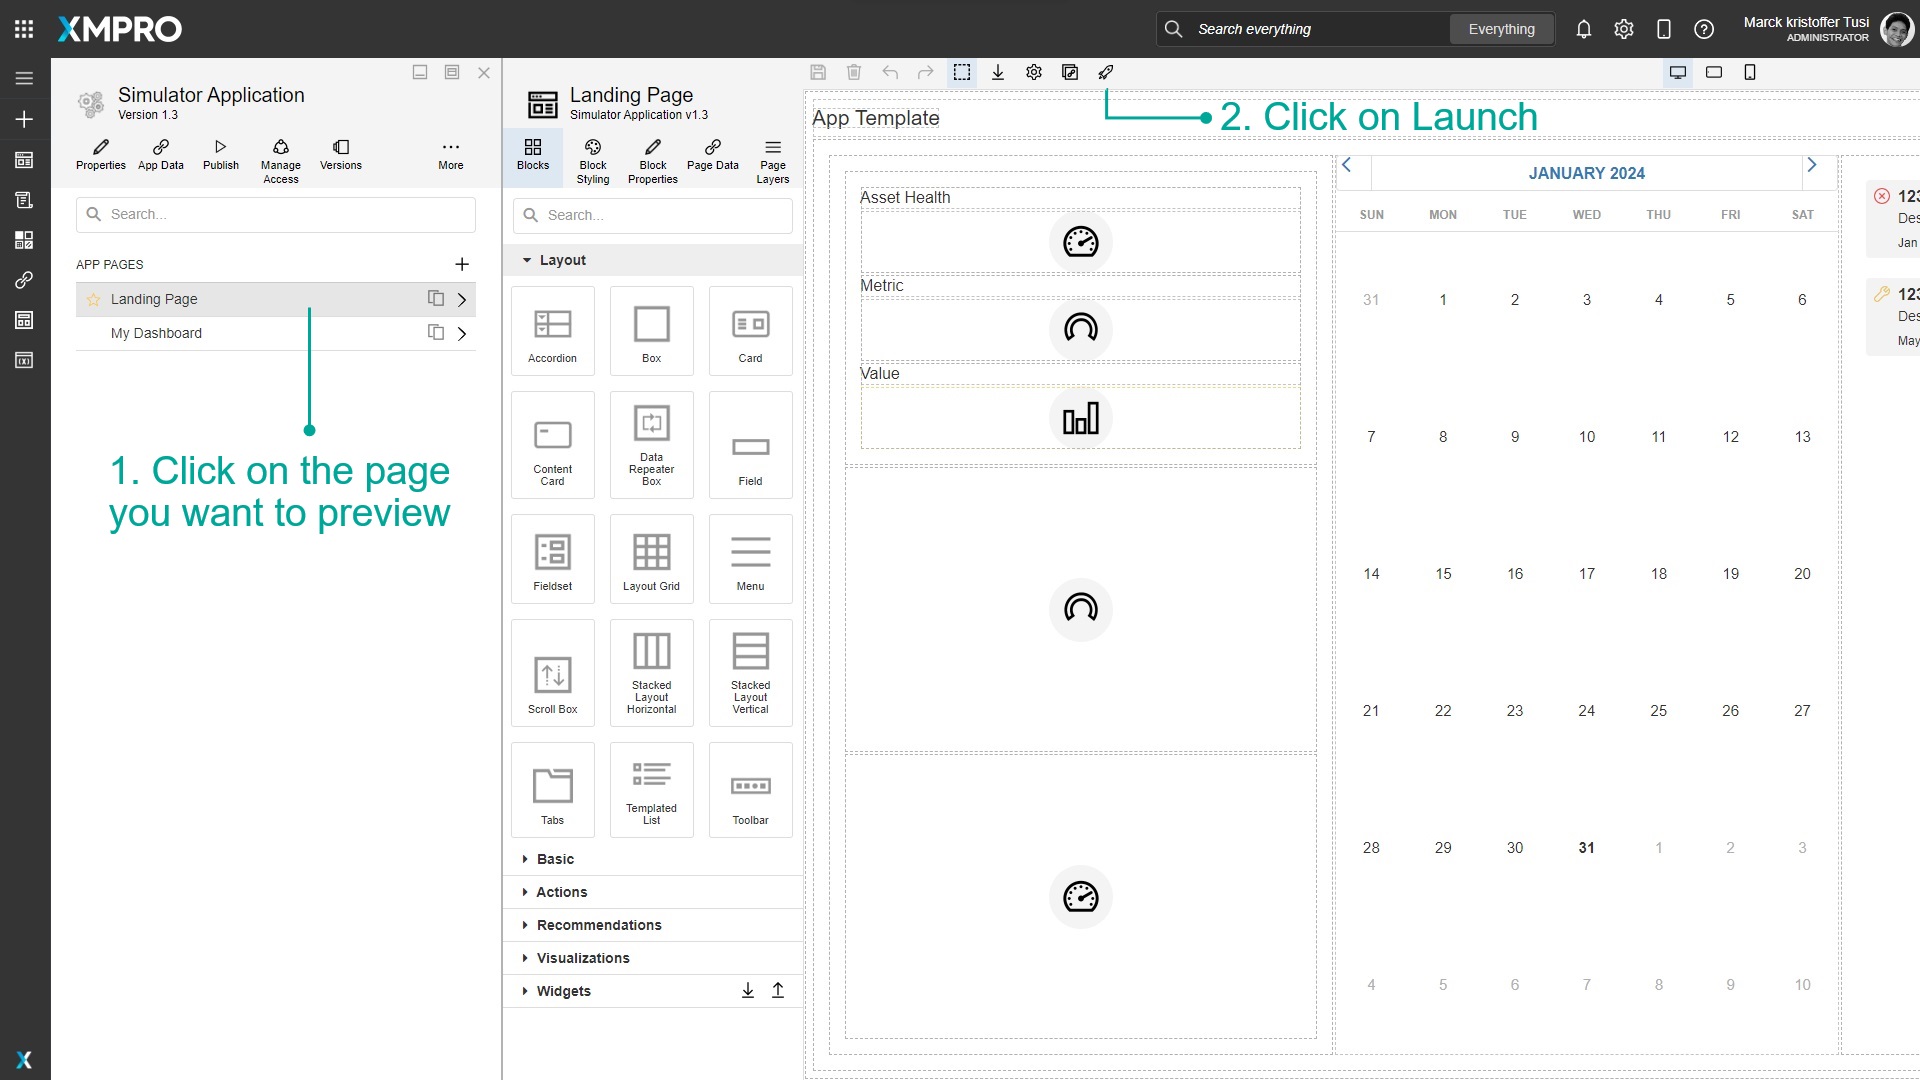 XMPRO
Search everything
Everything
Marck kristoffer Tusi
ADMINISTRATOR
Simulator Application
Version 1.3
Properties
App Data
Publish
Manage
Access
Versions
More
Search...
APP PAGES
Landing Page
My Dashboard
1. Click on the page
you want to preview
Landing Page
Simulator Application v1.3
Blocks
Block
Styling
Block
Properties
Page Data
Page
Layers
Search...
Layout
Accordion
Box
Card
Content
Card
Data
Repeater
Box
Field
Fieldset
Layout Grid
Menu
Scroll Box
Stacked
Layout
Horizontal
Stacked
Layout
Vertical
Tabs
Templated
List
Toolbar
Basic
Actions
Recommendations
Visualizations
Widgets
2. Click on Launch
App Template
Asset Health
Metric
Value
JANUARY 2024
SUN MON TUE WED THU FRI SAT
31 1 2 3 4 5 6
7 8 9 10 11 12 13
14 15 16 17 18 19 20
21 22 23 24 25 26 27
28 29 30 31 1 2 3
4 5 6 7 8 9 10
123
Des
Jan
123
Des
May